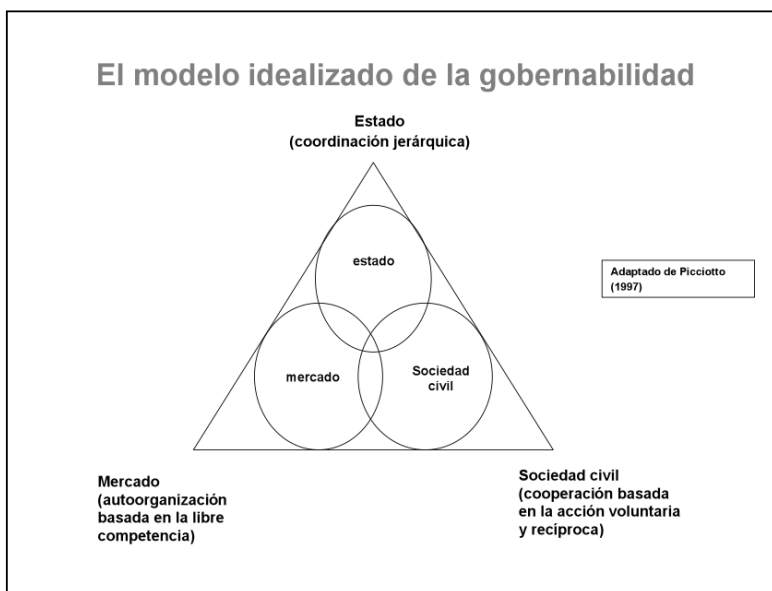 El modelo idealizado de la gobernabilidad
Estado
(coordinación jerárquica)
estado
Adaptado de Picciotto
(1997)
mercado
Sociedad
civil
Mercado
(autoorganización
basada en la libre
competencia)
Sociedad civil
(cooperación basada
en la acción voluntaria
y recíproca)